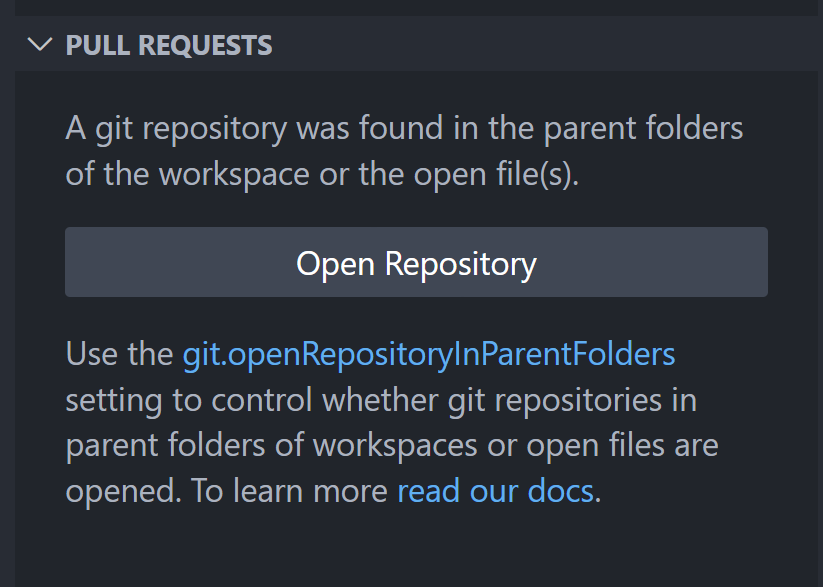 PULL REQUESTS
A git repository was found in the parent folders
of the workspace or the open file(s).
Open Repository
Use the git.openRepositoryInParentFolders
setting to control whether git repositories in
parent folders of workspaces or open files are
opened. To learn more read our docs.